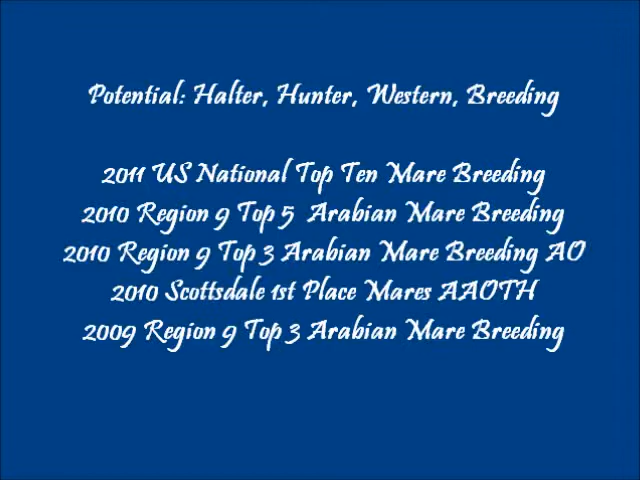 Potential: Halter, Hunter, Western, Breeding
2011 US National Top Ten Mare Breeding
2010 Region 9 Top 5 Arabian Mare Breeding
2010 Region 9 Top 3 Arabian Mare Breeding AO
2010 Scottsdale 1st Place Mares AAOTH
2009 Region 9 Top 3 Arabian Mare Breeding